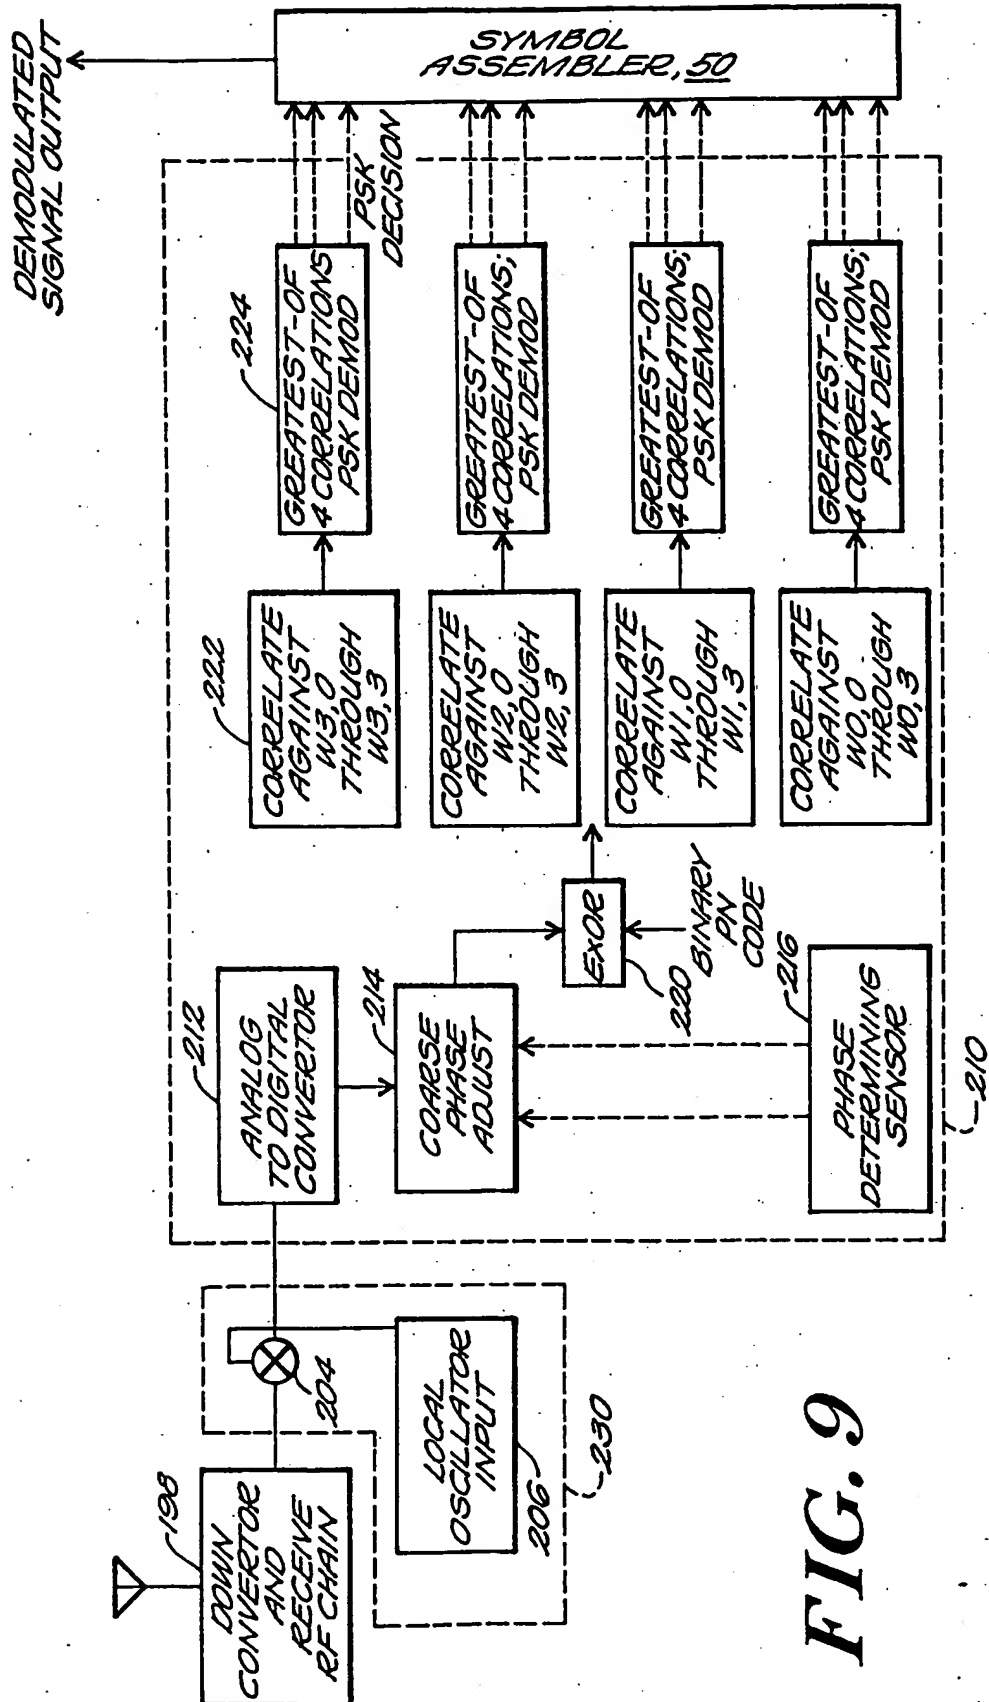 198
DOWN
CONVERTOR
AND
RECEIVE
RF CHAIN
204
LOCAL
OSCILLATOR
INPUT
206
230
212
ANALOG
TO DIGITAL
CONVERTOR
214
COARSE
PHASE
ADJUST
216
PHASE
DETERMINING
SENSOR
210
EXOR
220
BINARY
PN
CODE
222
CORRELATE
AGAINST
W3,0
THROUGH
W3,3
CORRELATE
AGAINST
W2,0
THROUGH
W2,3
CORRELATE
AGAINST
W1,0
THROUGH
W1,3
CORRELATE
AGAINST
W0,0
THROUGH
W0,3
224
GREATEST-OF
4 CORRELATIONS
PSK DEMOD
GREATEST-OF
4 CORRELATIONS;
PSK DEMOD
GREATEST-OF
4 CORRELATIONS;
PSK DEMOD
GREATEST-OF
4 CORRELATIONS;
PSK DEMOD
PSK
DECISION
SYMBOL
ASSEMBLER, 50
DEMODULATED
SIGNAL OUTPUT
FIG. 9